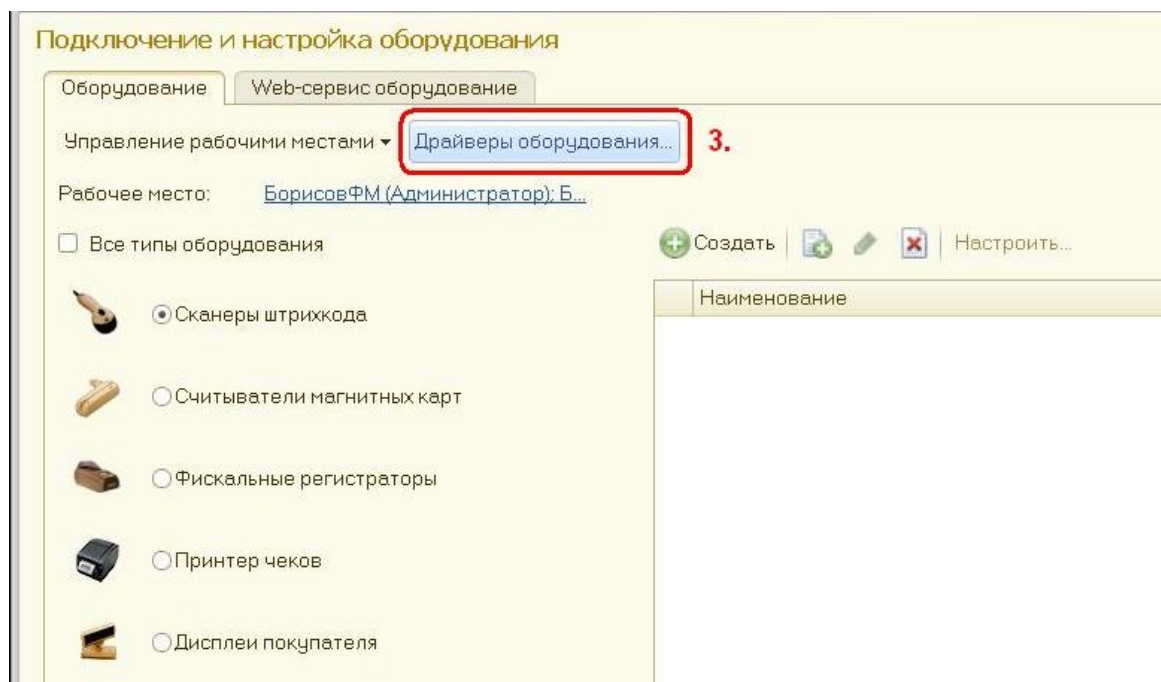 Подключение и настройка оборудования
Оборудование Web-сервис оборудование
Управление рабочими местами Драйверы оборудования... 3.
Рабочее место: БорисовФМ (Администратор); Б...
Все типы оборудования
Создать Настроить...
Наименование
Сканеры штрихкода
Считыватели магнитных карт
Фискальные регистраторы
Принтер чеков
Дисплеи покупателя